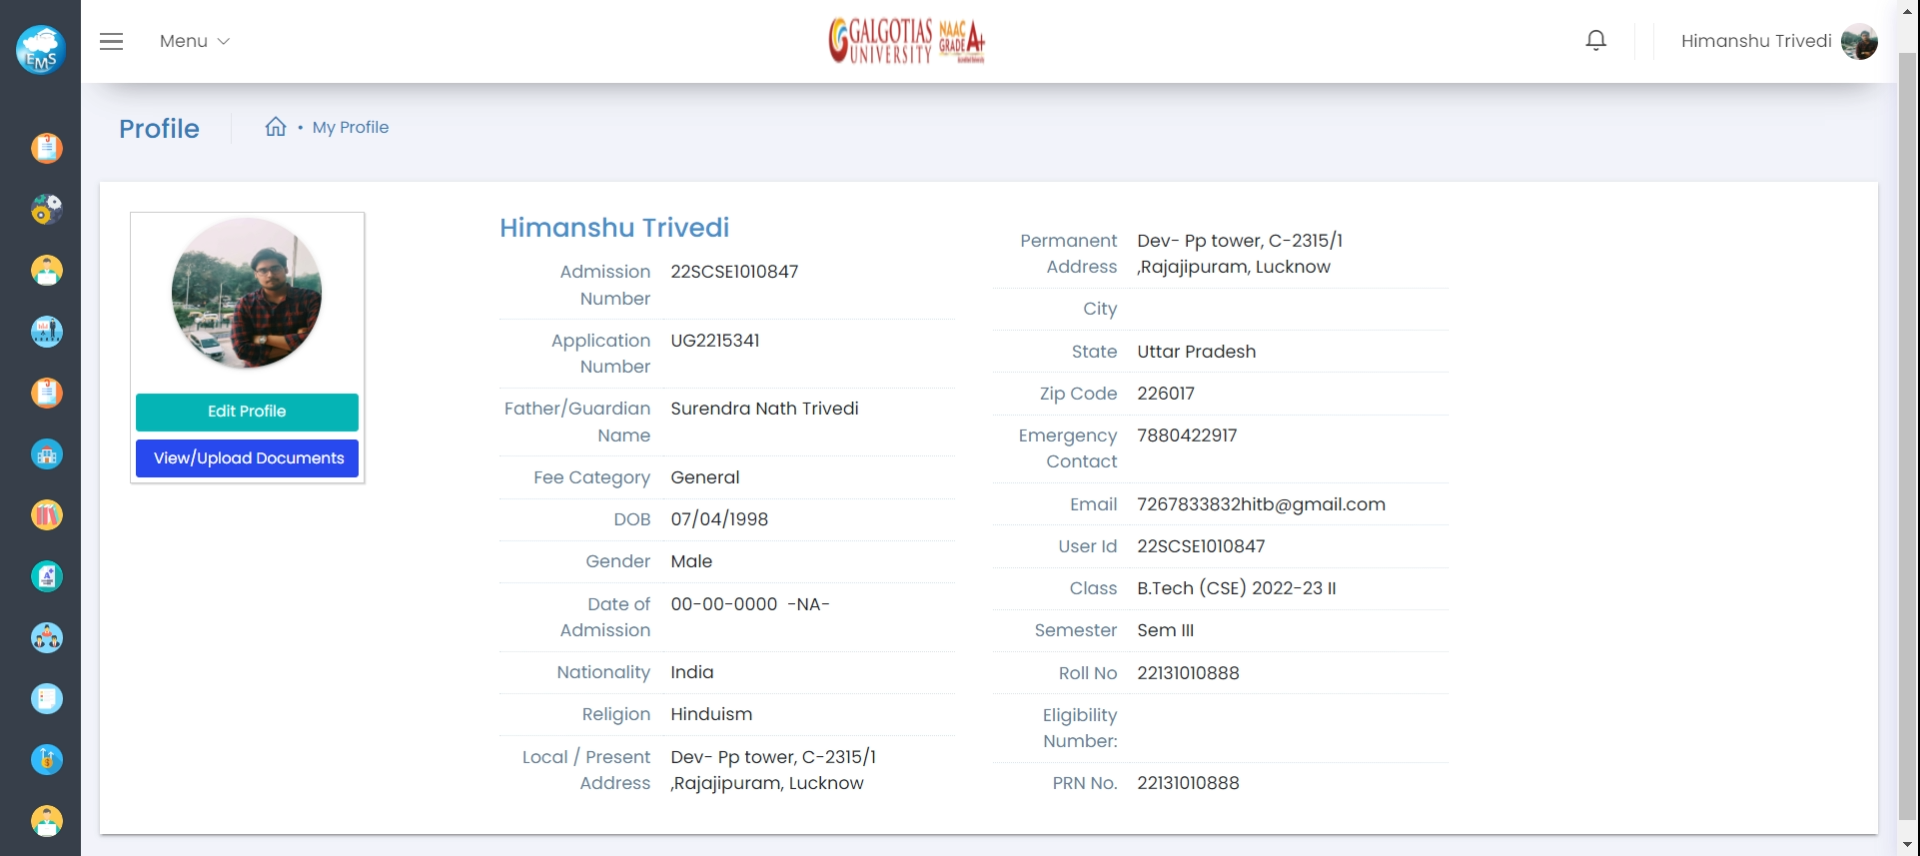 EMS
Menu
GALGOTIAS
UNIVERSITY
NAAC
GRADE A+
Accredited University
Himanshu Trivedi
Profile
• My Profile
Edit Profile
View/Upload Documents
Himanshu Trivedi
Admission 22SCSE1010847
Number
Application UG2215341
Number
Father/Guardian Surendra Nath Trivedi
Name
Fee Category General
DOB 07/04/1998
Gender Male
Date of 00-00-0000 -NA-
Admission
Nationality India
Religion Hinduism
Local / Present Dev- Pp tower, C-2315/1
Address ,Rajajipuram, Lucknow
Permanent Dev- Pp tower, C-2315/1
Address ,Rajajipuram, Lucknow
City
State Uttar Pradesh
Zip Code 226017
Emergency 7880422917
Contact
Email 7267833832hitb@gmail.com
User Id 22SCSE1010847
Class B.Tech (CSE) 2022-23 II
Semester Sem III
Roll No 22131010888
Eligibility
Number:
PRN No. 22131010888